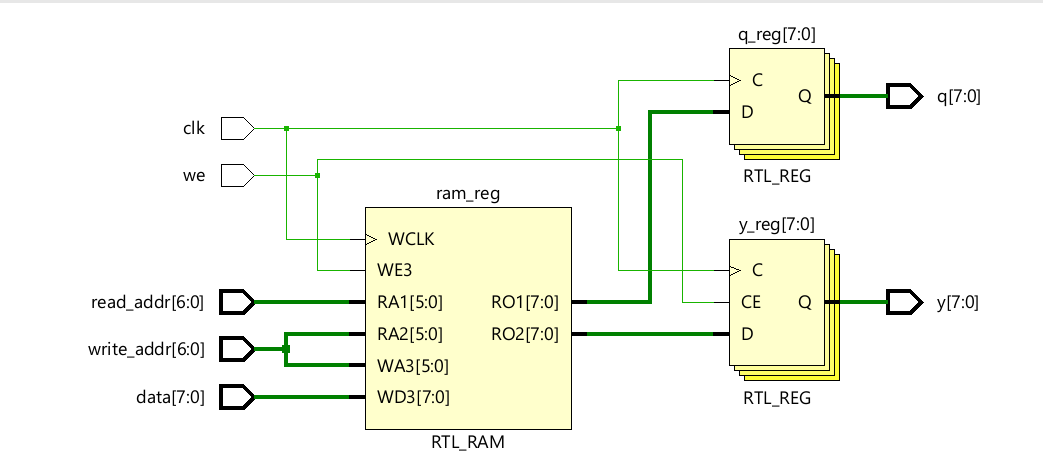 q_reg[7:0]
C
Q
D
q[7:0]
RTL_REG
clk
we
ram_reg
WCLK
WE3
read_addr[6:0]
RA1[5:0]
RO1[7:0]
write_addr[6:0]
RA2[5:0]
RO2[7:0]
WA3[5:0]
data[7:0]
WD3[7:0]
RTL_RAM
y_reg[7:0]
C
CE
Q
D
y[7:0]
RTL_REG